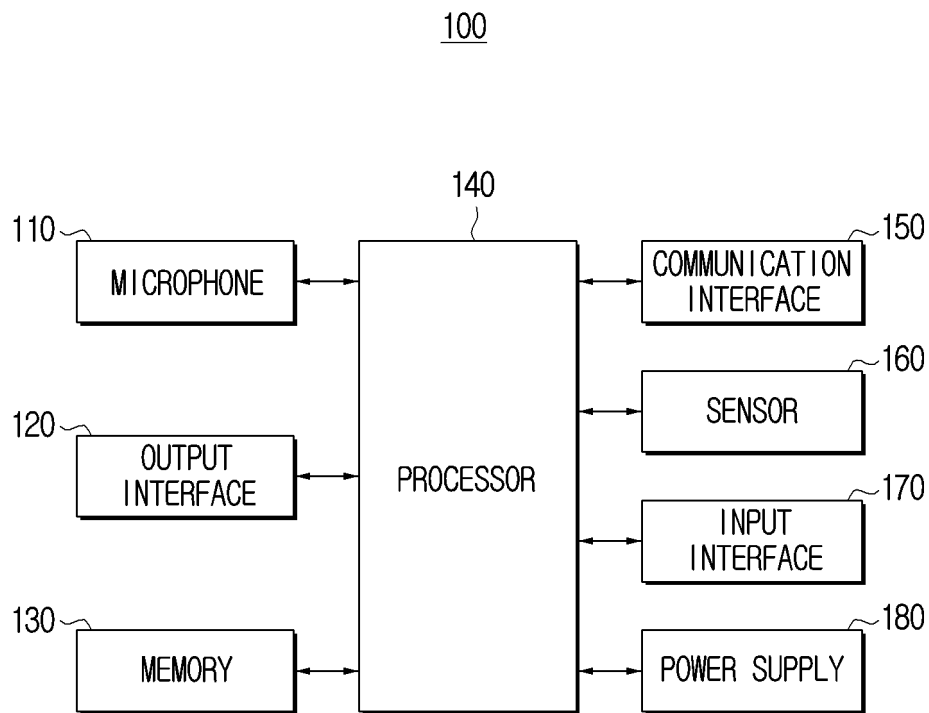 100
140
110
MICROPHONE
150
COMMUNICATION
INTERFACE
160
SENSOR
120
OUTPUT
INTERFACE
PROCESSOR
170
INPUT
INTERFACE
130
MEMORY
180
POWER SUPPLY